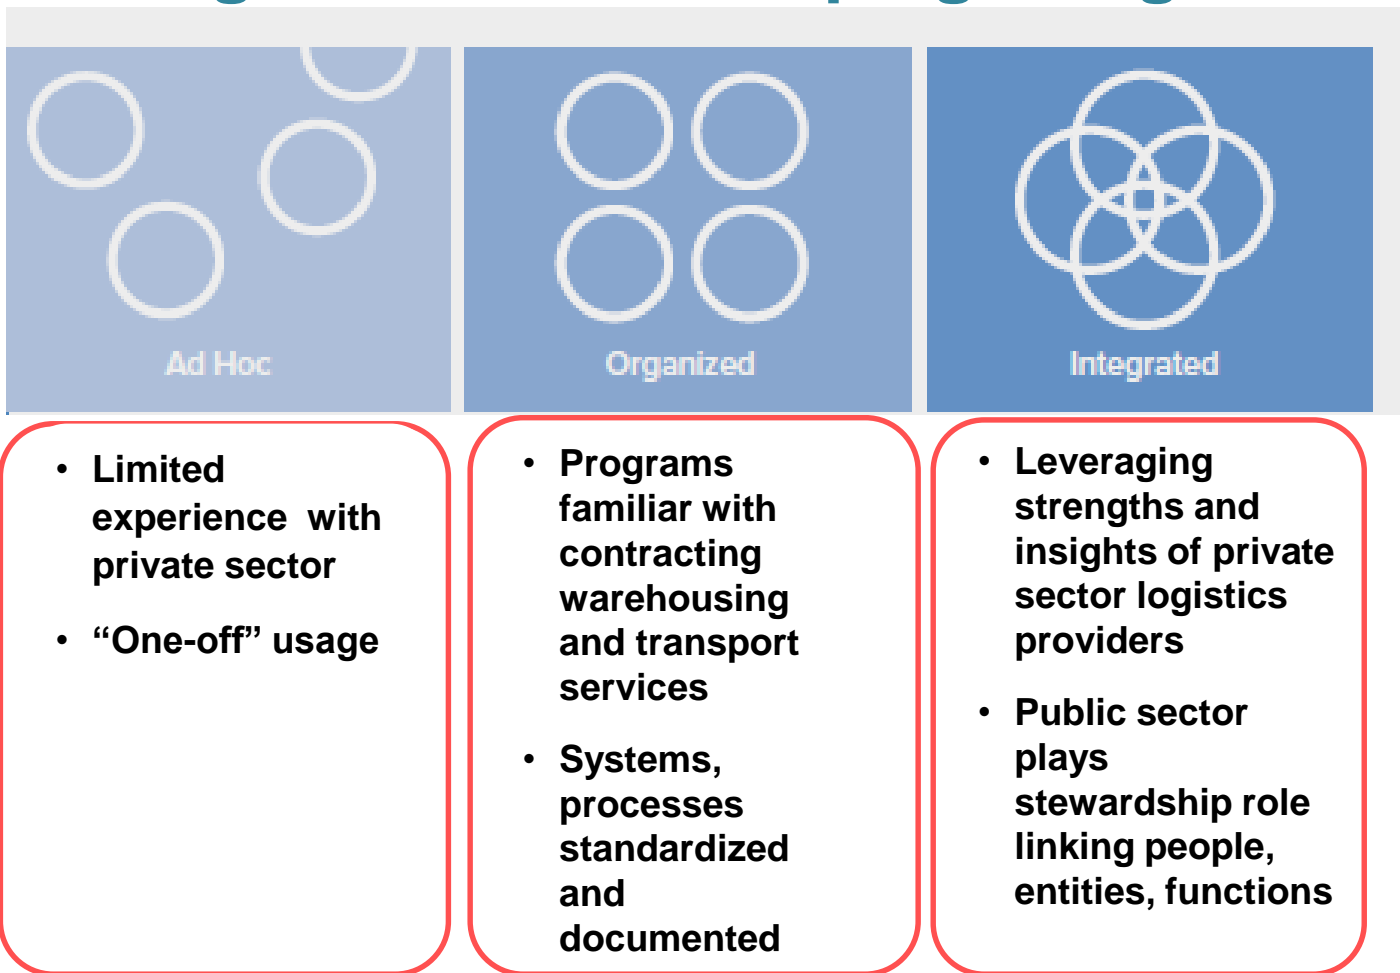 Ad Hoc
Organized
Integrated
• Limited
experience with
private sector
• “One-off” usage
• Programs
familiar with
contracting
warehousing
and transport
services
• Systems,
processes
standardized
and
documented
• Leveraging
strengths and
insights of private
sector logistics
providers
• Public sector
plays
stewardship role
linking people,
entities, functions